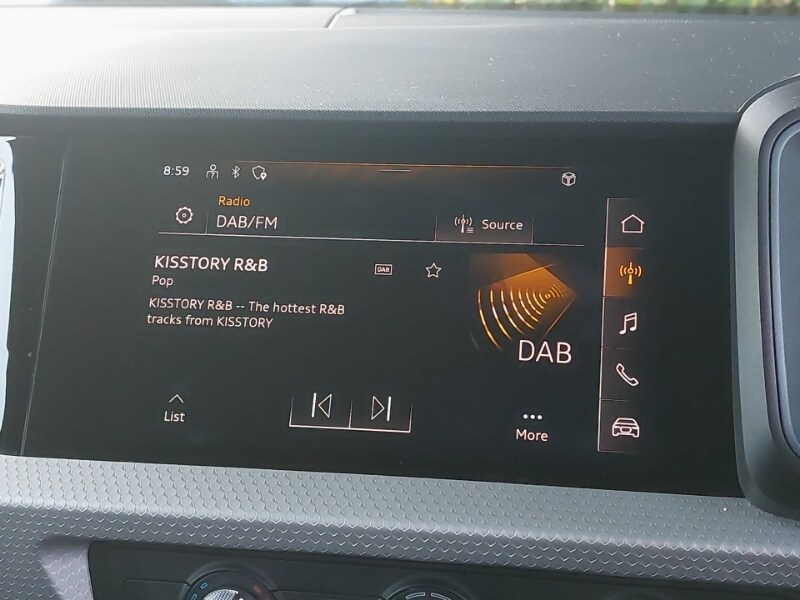 8:59
Radio
DAB/FM
Source
KISSTORY R&B
DAB
Pop
KISSTORY R&B -- The hottest R&B
tracks from KISSTORY
DAB
List
More